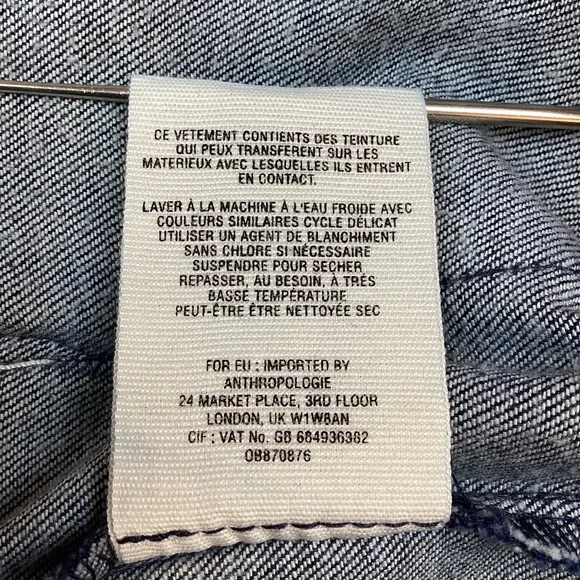 CE VETEMENT CONTIENTS DES TEINTURE
QUI PEUX TRANSFERENT SUR LES
MATERIEUX AVEC LESQUELLES ILS ENTRENT
EN CONTACT.
LAVER À LA MACHINE À L'EAU FROIDE AVEC
COULEURS SIMILAIRES CYCLE DÉLICAT
UTILISER UN AGENT DE BLANCHIMENT
SANS CHLORE SI NÉCESSAIRE
SUSPENDRE POUR SECHER
REPASSER, AU BESOIN, À TRÈS
BASSE TEMPÉRATURE
PEUT-ÊTRE ÊTRE NETTOYÉE SEC
FOR EU : IMPORTED BY
ANTHROPOLOGIE
24 MARKET PLACE, 3RD FLOOR
LONDON, UK W1W8AN
CIF : VAT No. GB 684936382
OB870876